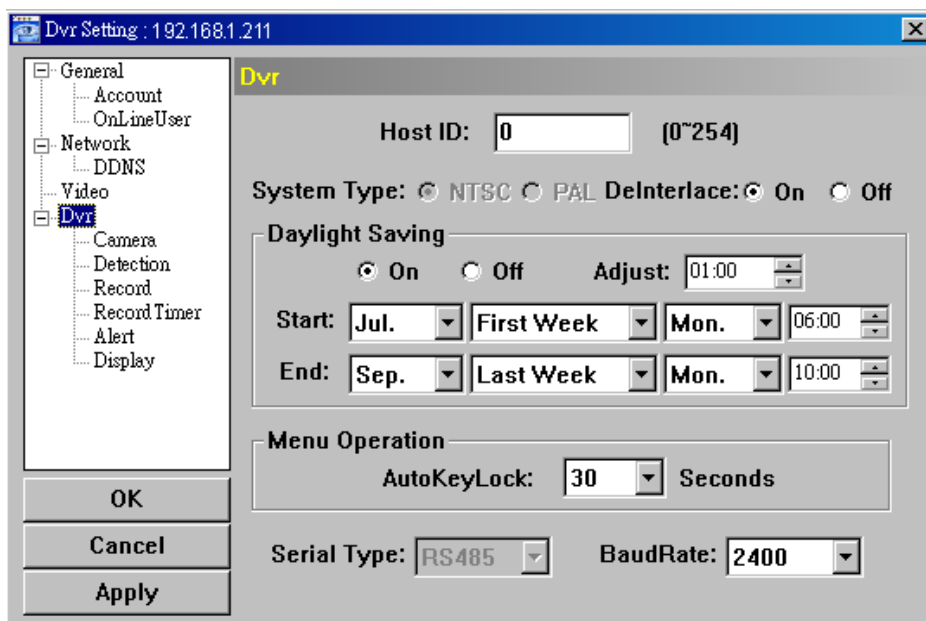 Dvr Setting : 192.168.1.211
General
Account
OnLineUser
Network
DDNS
Video
Dvr
Camera
Detection
Record
Record Timer
Alert
Display
OK
Cancel
Apply
Dvr
Host ID: 0 (0~254)
System Type: NTSC PAL DeInterlace: On Off
Daylight Saving
On Off Adjust: 01:00
Start: Jul. First Week Mon. 06:00
End: Sep. Last Week Mon. 10:00
Menu Operation
AutoKeyLock: 30 Seconds
Serial Type: RS485 BaudRate: 2400